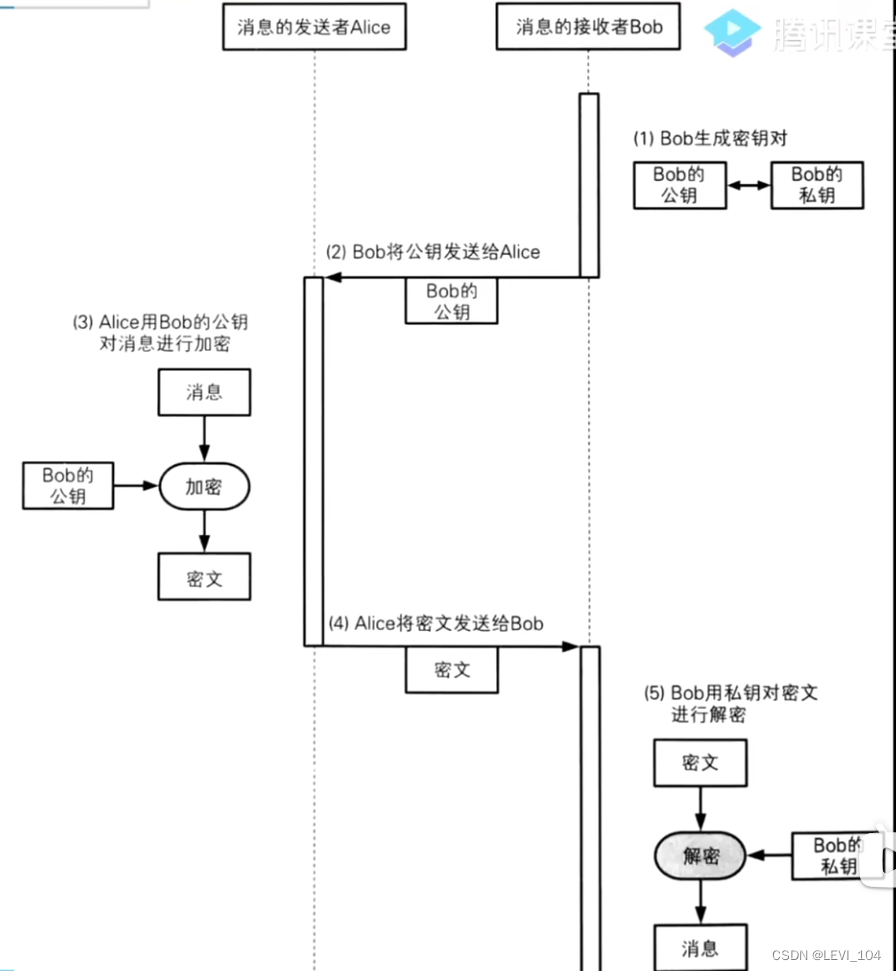 消息的发送者Alice
消息的接收者Bob
腾讯课堂
(1) Bob生成密钥对
Bob的
公钥
Bob的
私钥
(2) Bob将公钥发送给Alice
Bob的
公钥
(3) Alice用Bob的公钥
对消息进行加密
消息
Bob的
公钥
加密
密文
(4) Alice将密文发送给Bob
密文
(5) Bob用私钥对密文
进行解密
密文
解密
Bob的
私钥
消息
CSDN @LEVI_104